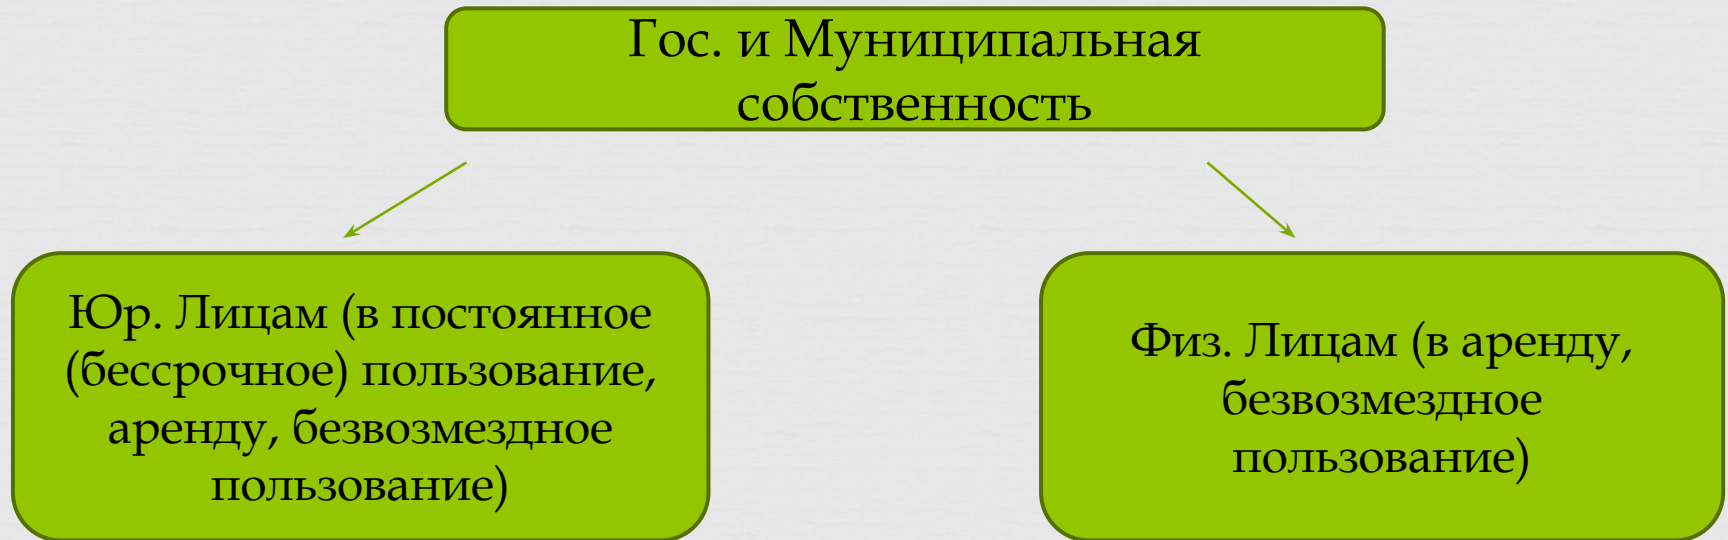 Гос. и Муниципальная
собственность
Юр. Лицам (в постоянное
(бессрочное) пользование,
аренду, безвозмездное
пользование)
Физ. Лицам (в аренду,
безвозмездное
пользование)